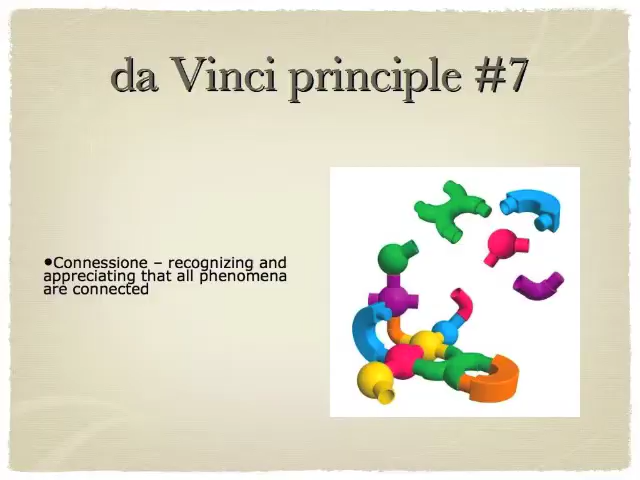 da Vinci principle #7
•Connessione – recognizing and
appreciating that all phenomena
are connected